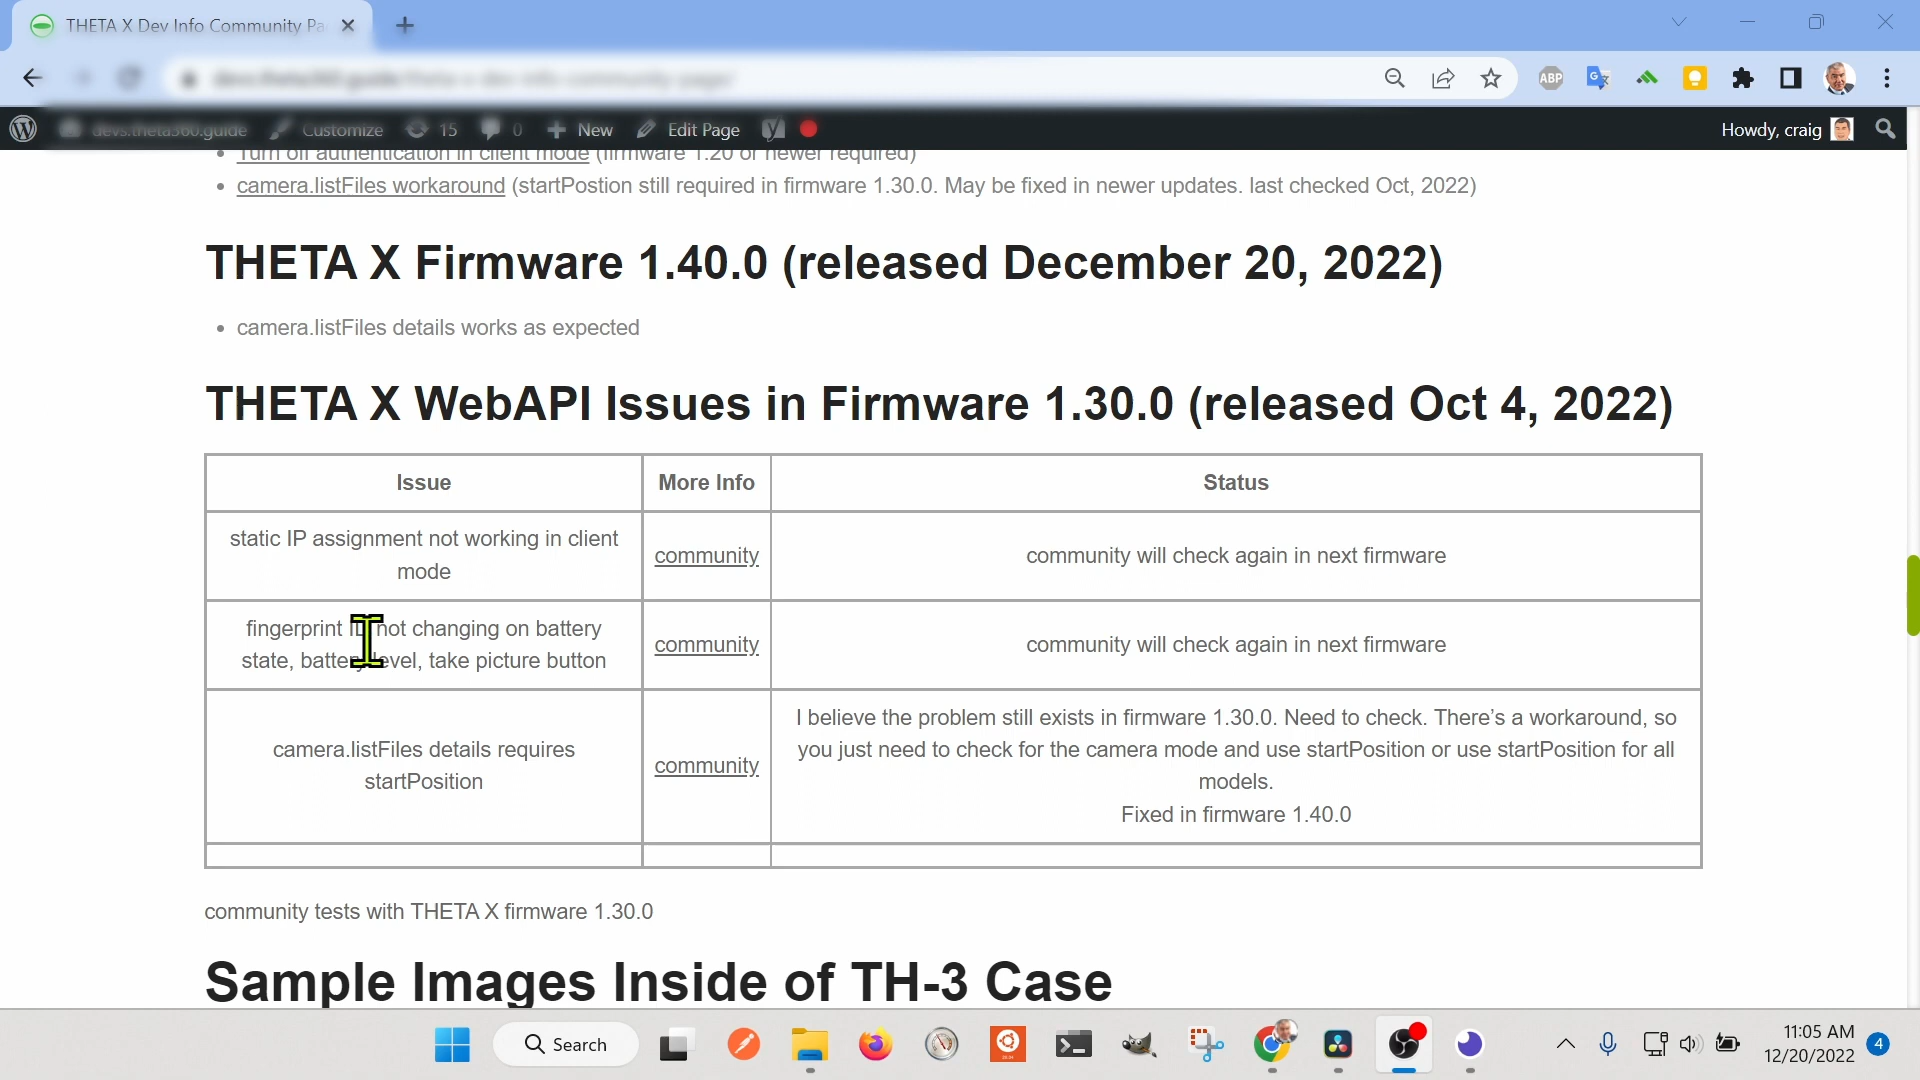 THETA X Dev Info Community Pa
ABP
devs.theta360.guide
Customize
15
0
New
Edit Page
Howdy, craig
Turn off authentication in client mode (firmware 1.20 or newer required)
camera.listFiles workaround (startPostion still required in firmware 1.30.0. May be fixed in newer updates. last checked Oct, 2022)
THETA X Firmware 1.40.0 (released December 20, 2022)
camera.listFiles details works as expected
THETA X WebAPI Issues in Firmware 1.30.0 (released Oct 4, 2022)
Issue
More Info
Status
static IP assignment not working in client
mode
community
community will check again in next firmware
fingerprint not changing on battery
state, battery level, take picture button
community
community will check again in next firmware
camera.listFiles details requires
startPosition
community
I believe the problem still exists in firmware 1.30.0. Need to check. There's a workaround, so
you just need to check for the camera mode and use startPosition or use startPosition for all
models.
Fixed in firmware 1.40.0
community tests with THETA X firmware 1.30.0
Sample Images Inside of TH-3 Case
Search
11:05 AM
12/20/2022
4